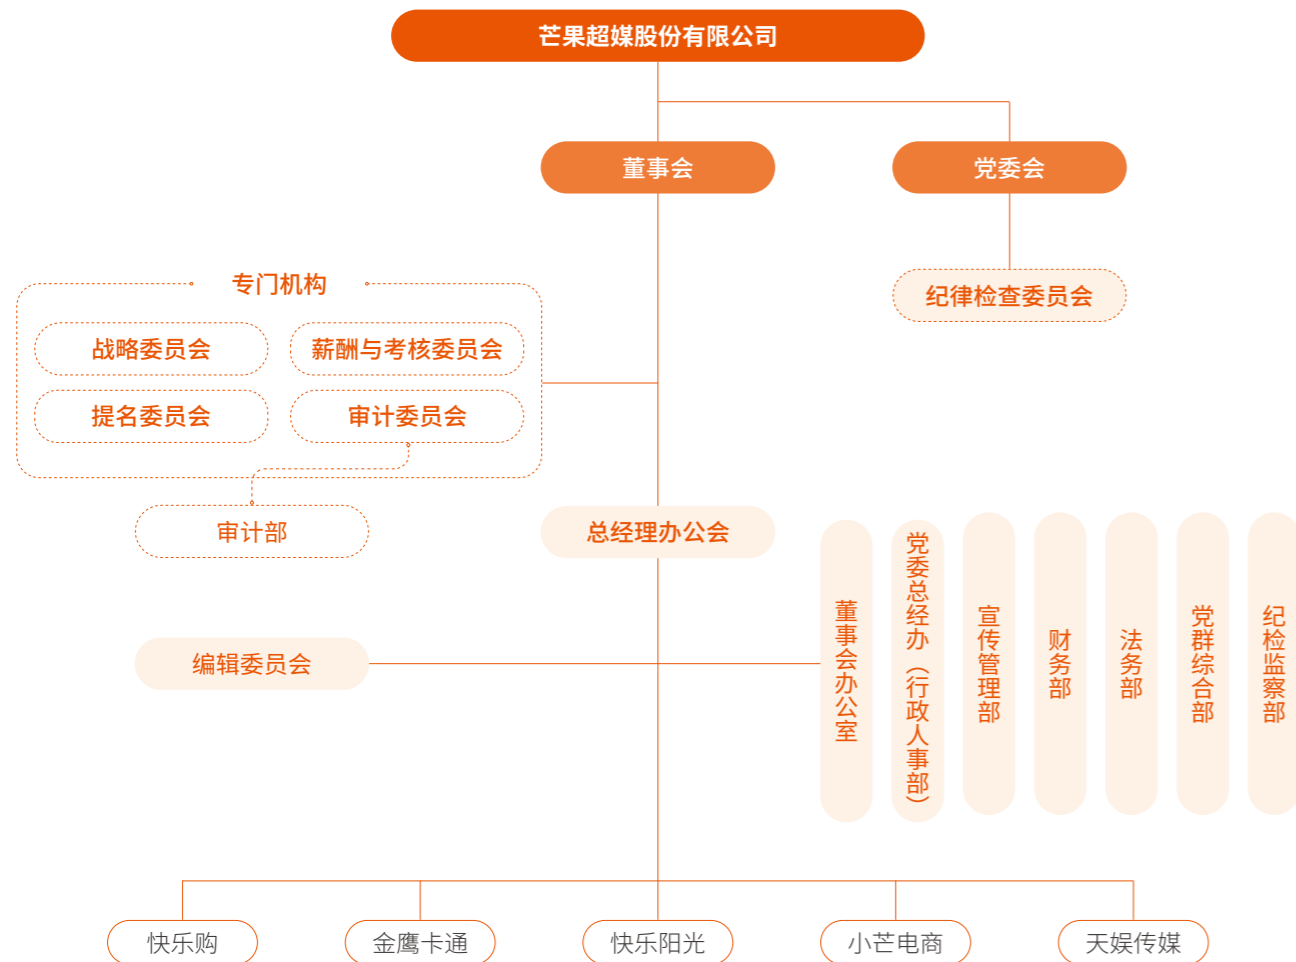 芒果超媒股份有限公司
董事会
党委会
专门机构
纪律检查委员会
战略委员会
薪酬与考核委员会
提名委员会
审计委员会
审计部
总经理办公会
编辑委员会
董事会办公室
党委总经办（行政人事部）
宣传管理部
财务部
法务部
党群综合部
纪检监察部
快乐购
金鹰卡通
快乐阳光
小芒电商
天娱传媒